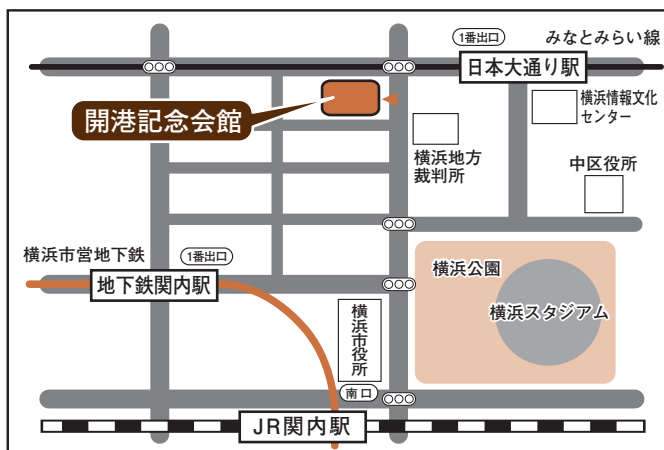 1番出口
みなとみらい線
日本大通り駅
開港記念会館
横浜情報文化
センター
横浜地方
裁判所
中区役所
横浜市営地下鉄
1番出口
地下鉄関内駅
横浜公園
横浜スタジアム
横浜市役所
南口
JR関内駅